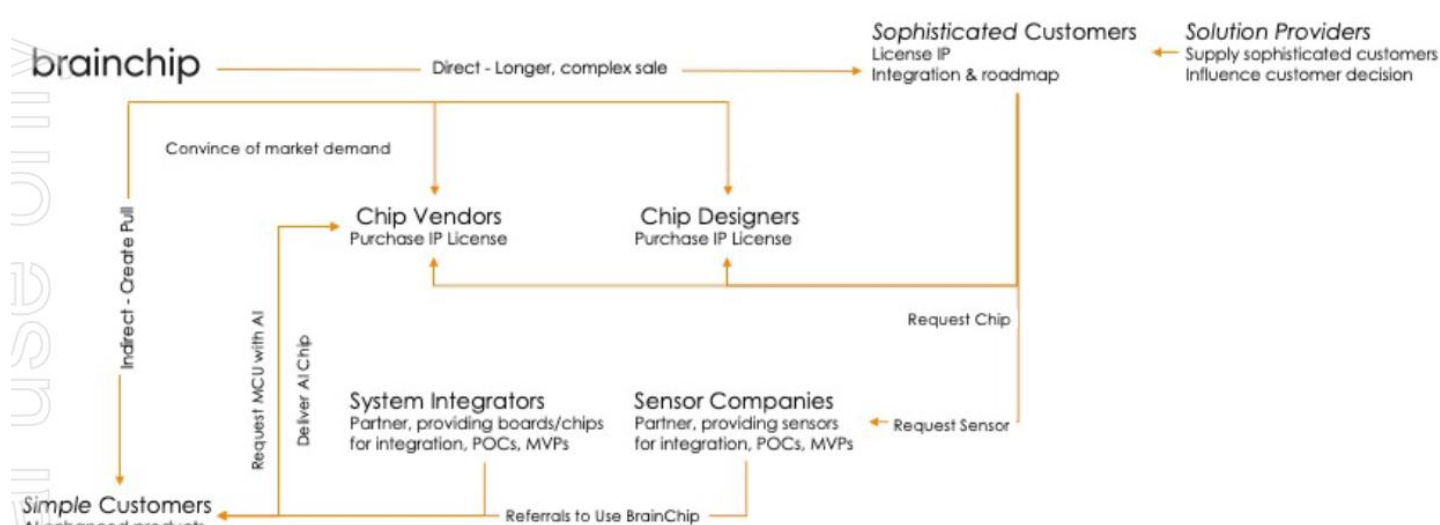 brainchip
Direct - Longer, complex sale
Sophisticated Customers
License IP
Integration & roadmap
Solution Providers
Supply sophisticated customers
Influence customer decision
Convince of market demand
Indirect - Create Pull
Chip Vendors
Purchase IP License
Chip Designers
Purchase IP License
Request Chip
Request MCU with AI
Deliver AI Chip
System Integrators
Partner, providing boards/chips
for integration, POCs, MVPs
Sensor Companies
Partner, providing sensors
for integration, POCs, MVPs
Request Sensor
Simple Customers
AI enhanced products
Referrals to Use BrainChip